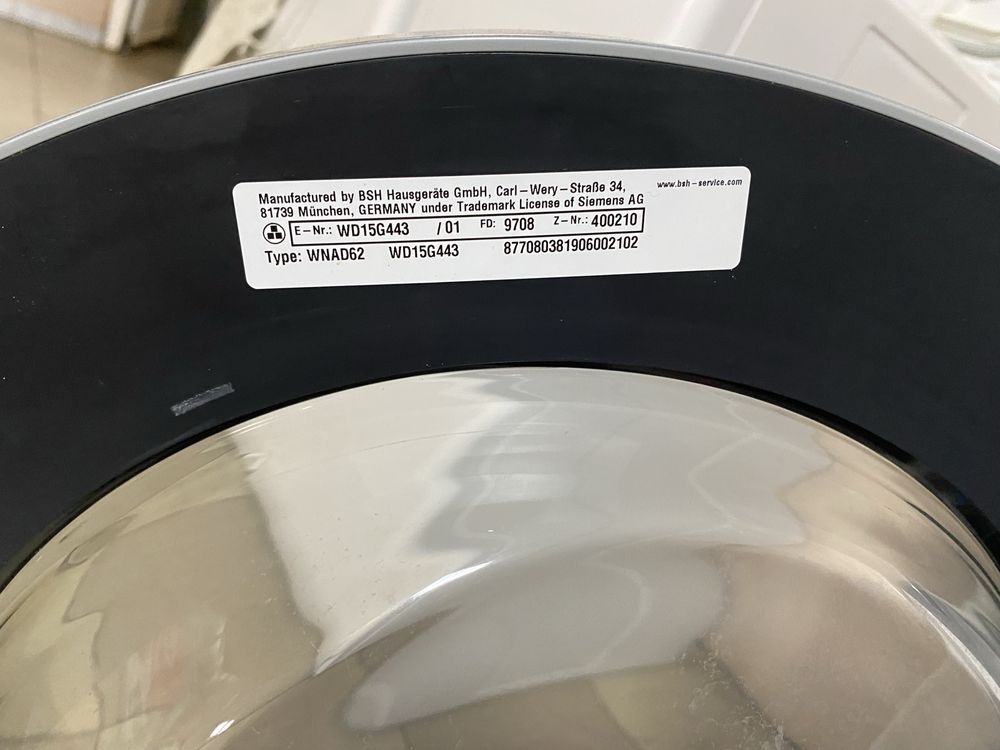 www.bsh-service.com
Manufactured by BSH Hausgeräte GmbH, Carl-Wery-Straße 34,
81739 München, GERMANY under Trademark License of Siemens AG
E-Nr.: WD15G443 /01 FD: 9708 Z-Nr.: 400210
Type: WNAD62 WD15G443 877080381906002102